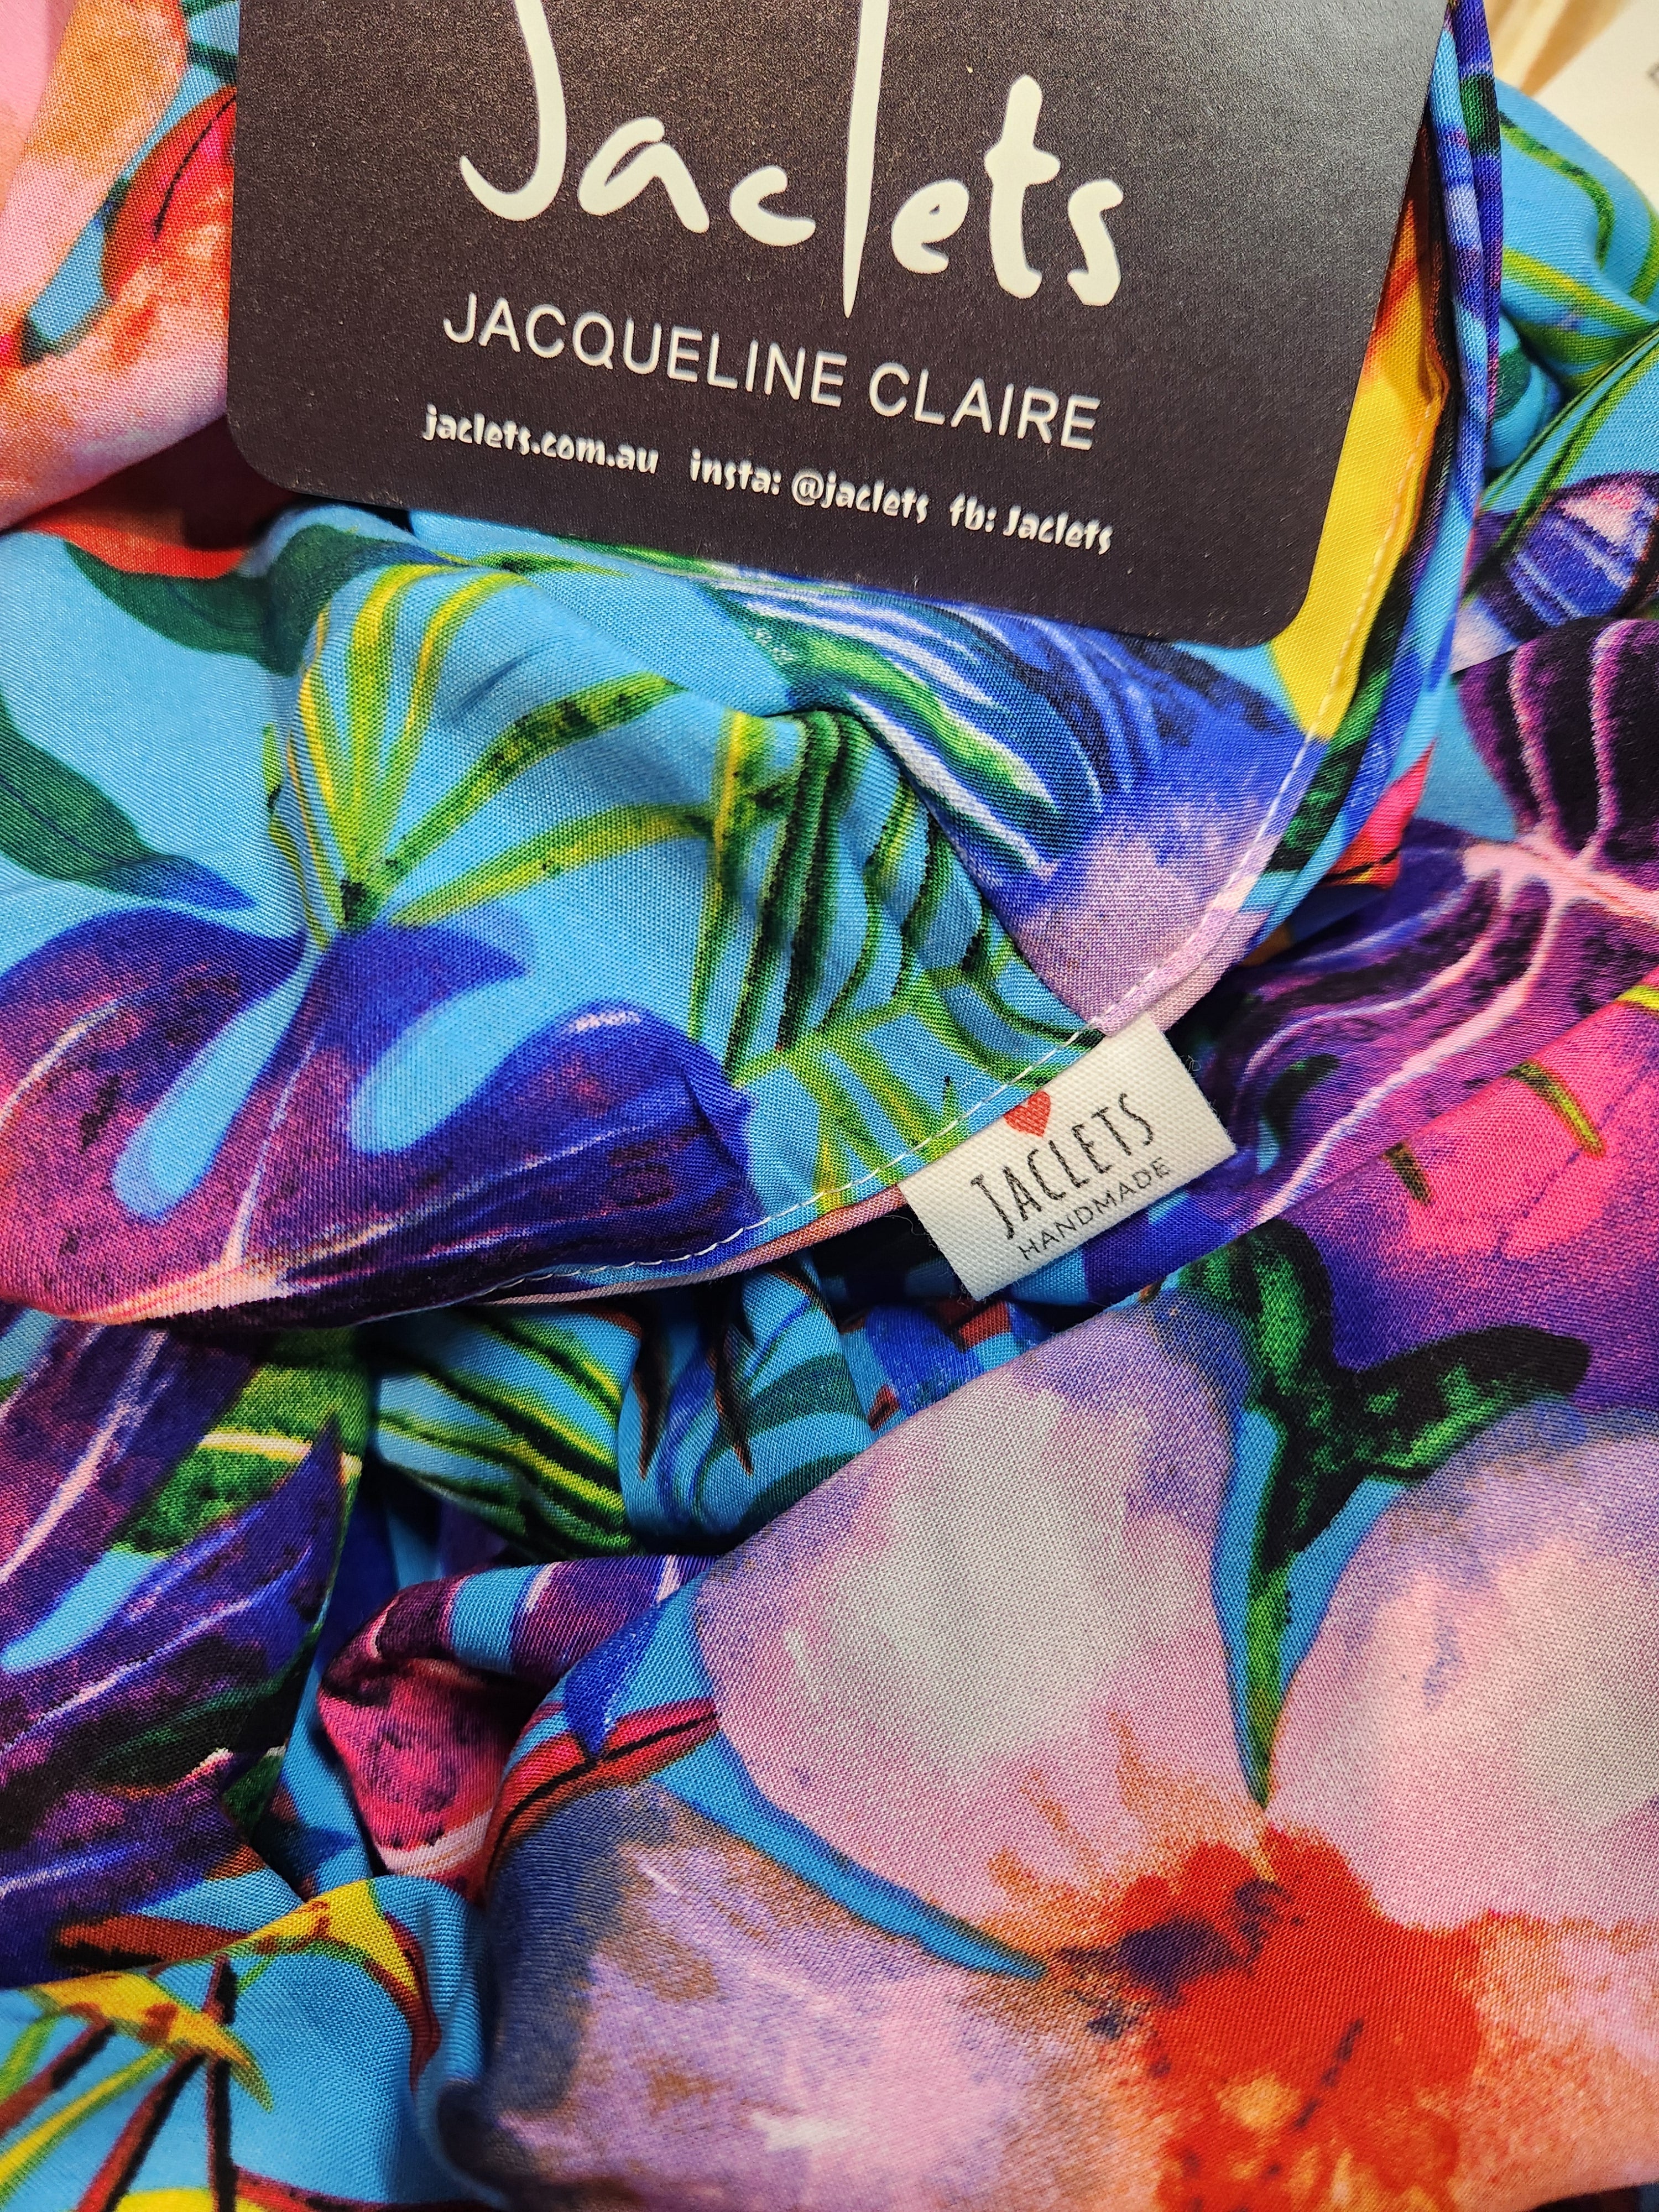 Jaclets
JACQUELINE CLAIRE
jaclets.com.au insta: @jaclets fb: Jaclets
JACLETS
HANDMADE